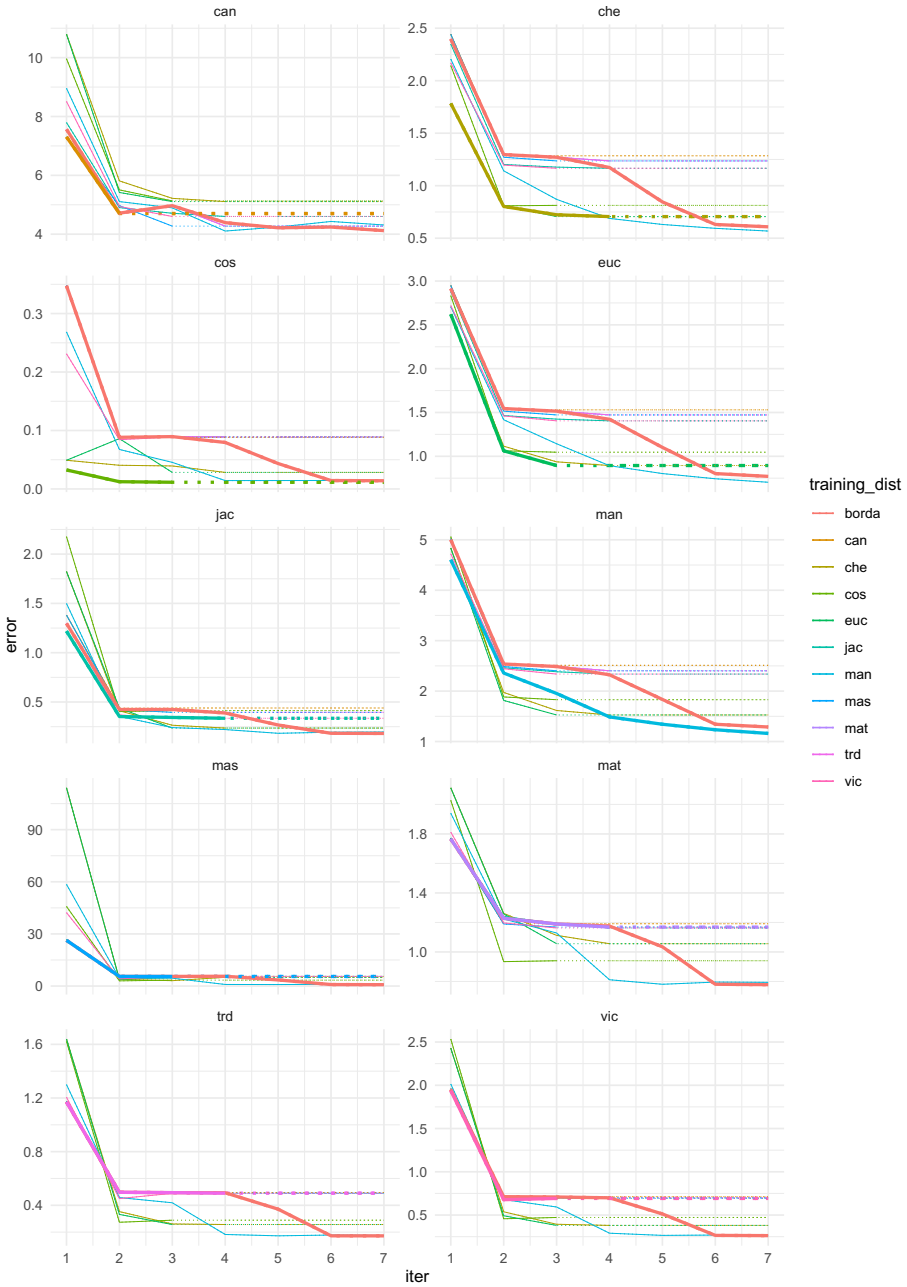 can
che
10
8
6
4
2.5
2.0
1.5
1.0
0.5
cos
euc
0.3
0.2
0.1
0.0
3.0
2.5
2.0
1.5
1.0
jac
man
2.0
1.5
1.0
0.5
5
4
3
2
1
mas
mat
90
60
30
0
1.8
1.4
1.0
trd
vic
1.6
1.2
0.8
0.4
2.5
2.0
1.5
1.0
0.5
1 2 3 4 5 6 7
1 2 3 4 5 6 7
iter
error
training_dist
borda
can
che
cos
euc
jac
man
mas
mat
trd
vic